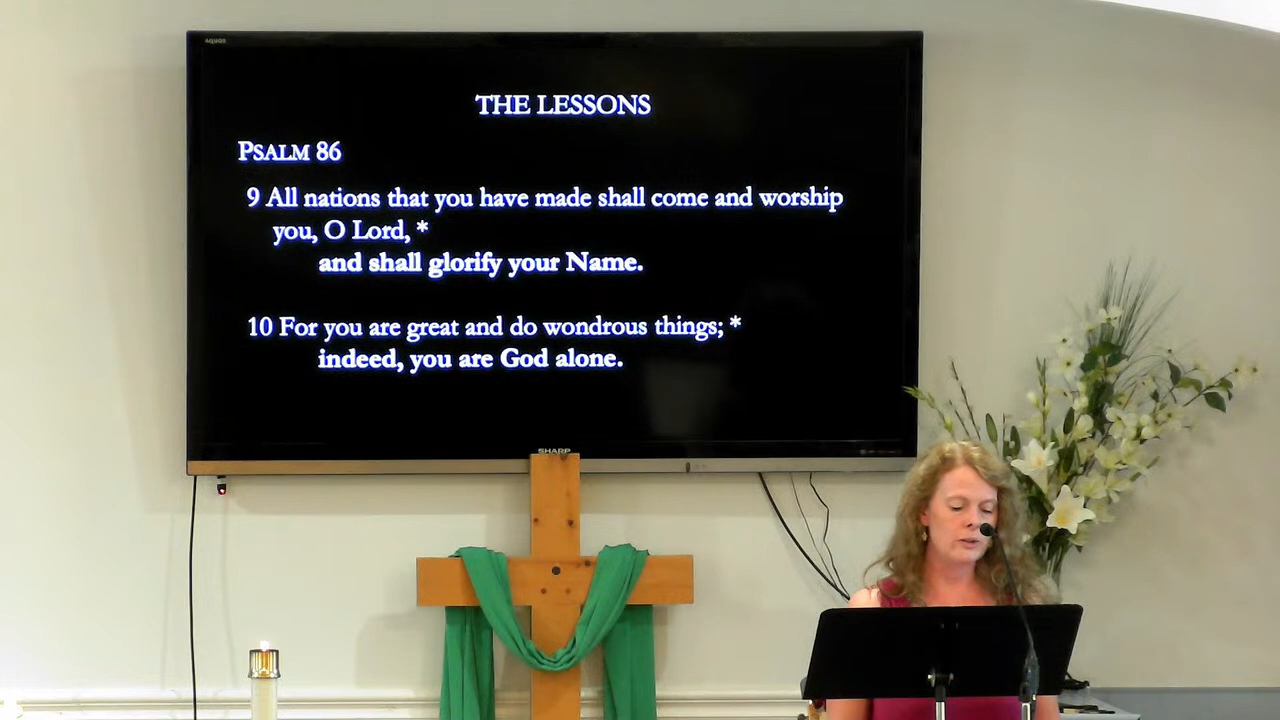 AQUOS
THE LESSONS
PSALM 86
9 All nations that you have made shall come and worship
you, O Lord, *
and shall glorify your Name.
10 For you are great and do wondrous things; *
indeed, you are God alone.
SHARP